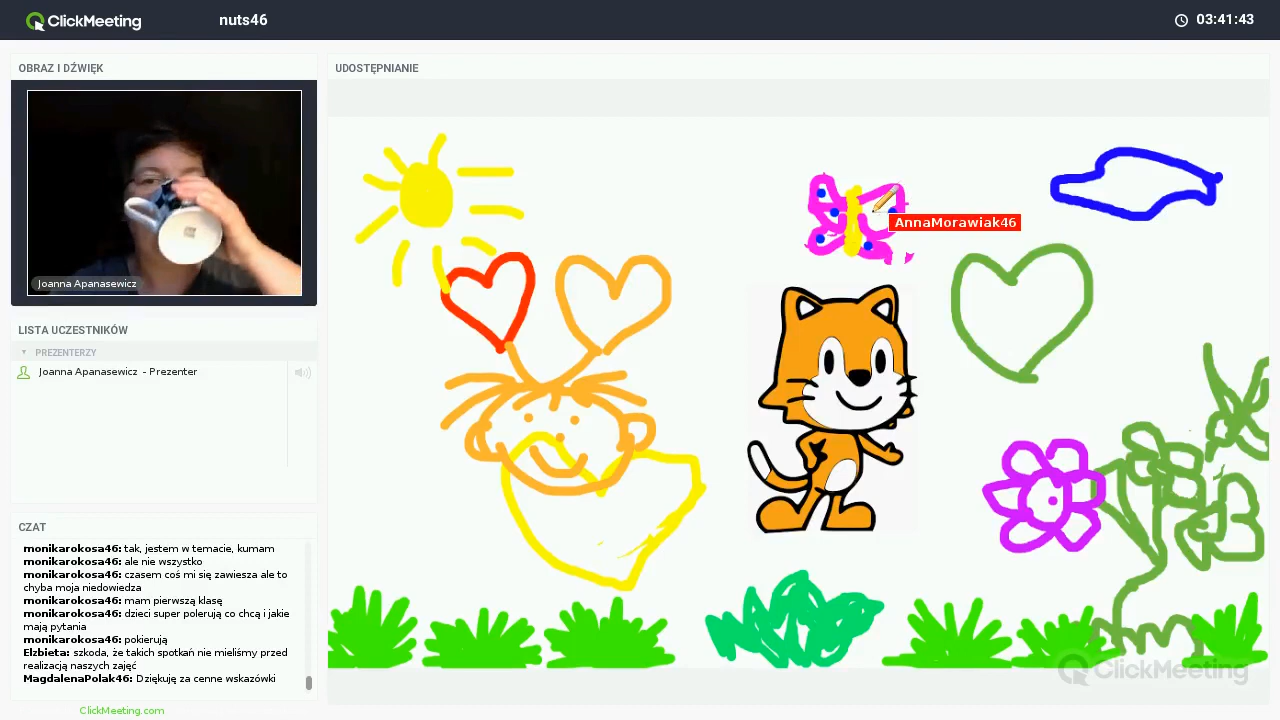 ClickMeeting
nuts46
03:41:43
OBRAZ I DŹWIĘK
UDOSTĘPNIANIE
AnnaMorawiak46
Joanna Apanasewicz
LISTA UCZESTNIKÓW
PREZENTERZY
Joanna Apanasewicz - Prezenter
CZAT
monikarokosa46: tak, jestem w temacie, kumam
monikarokosa46: ale nie wszystko
monikarokosa46: czasem coś mi się zawiesza ale to
chyba moja niedowiedza
monikarokosa46: mam pierwszą klasę
monikarokosa46: dzieci super polerują co chcą i jakie
mają pytania
monikarokosa46: pokierują
Elzbieta: szkoda, że takich spotkań nie mieliśmy przed
realizacją naszych zajęć
MagdalenaPolak46: Dziękuję za cenne wskazówki
ClickMeeting
ClickMeeting.com